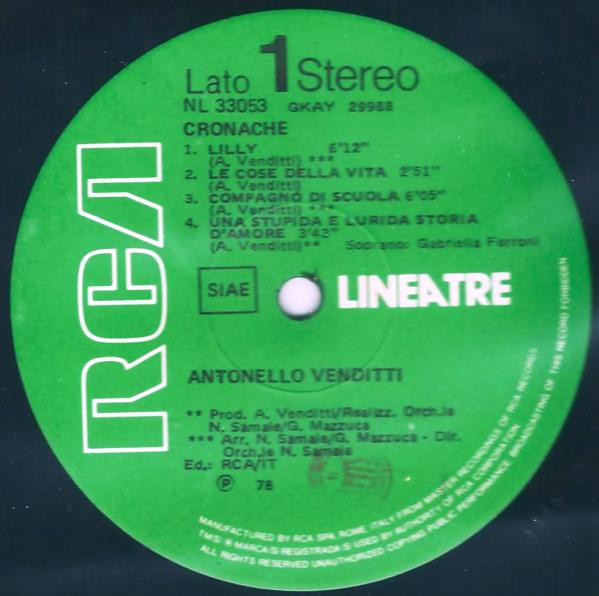 Lato 1 Stereo
NL 33053 GKAY 29988
CRONACHE
1. LILLY 6'12"
(A. Venditti) ***
2. LE COSE DELLA VITA 2'51"
(A. Venditti)
3. COMPAGNO DI SCUOLA 6'05"
(A. Venditti) ***
4. UNA STUPIDA E LURIDA STORIA
D'AMORE 3'43"
(A. Venditti)** Soprano: Gabriella Ferroni
RCA
SIAE
LINEATRE
ANTONELLO VENDITTI
** Prod. A. Venditti/Realizz. Orch.le
N. Samale/G. Mazzuca
*** Arr. N. Samale/G. Mazzuca - Dir.
Orch.le N. Samale
Ed.: RCA/IT
℗ 78
MANUFACTURED BY RCA SPA, ROME, ITALY FROM MASTER RECORDINGS OF RCA RECORDS
TM(S) ® MARCA(S) REGISTRADA(S) USED BY AUTHORITY OF RCA CORPORATION
ALL RIGHTS RESERVED UNAUTHORIZED COPYING PUBLIC PERFORMANCE, BROADCASTING OF THIS RECORD FORBIDDEN